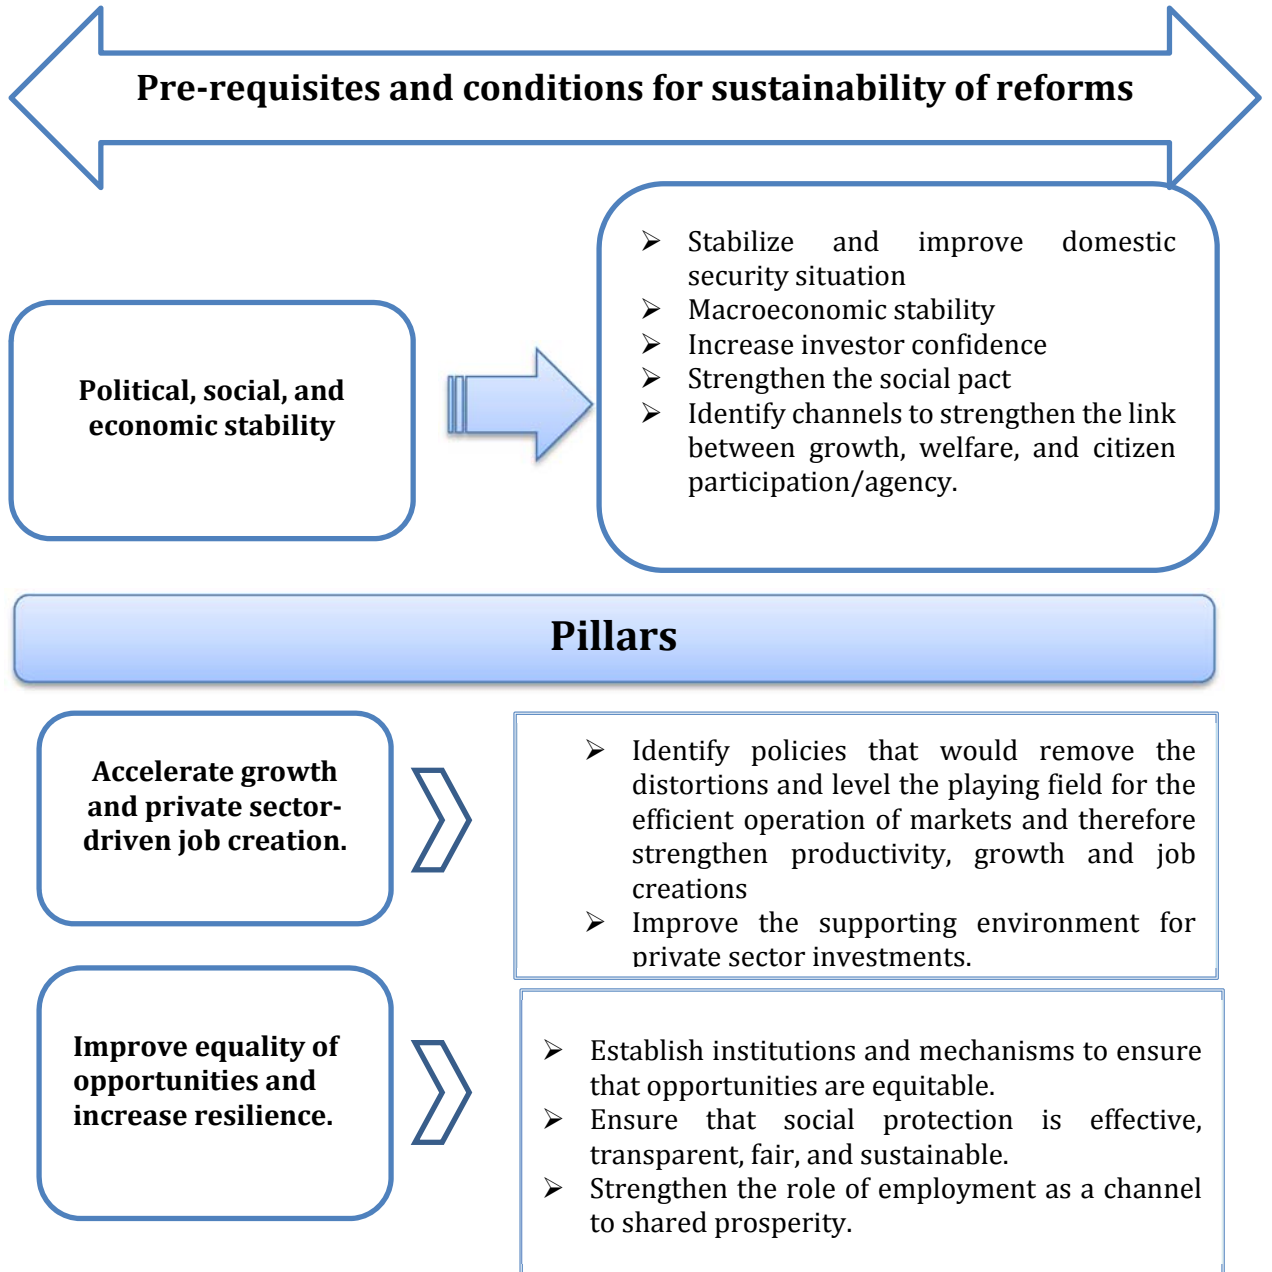 Pre-requisites and conditions for sustainability of reforms
Political, social, and
economic stability
➢ Stabilize and improve domestic
security situation
➢ Macroeconomic stability
➢ Increase investor confidence
➢ Strengthen the social pact
➢ Identify channels to strengthen the link
between growth, welfare, and citizen
participation/agency.
Pillars
Accelerate growth
and private sector-
driven job creation.
➢ Identify policies that would remove the
distortions and level the playing field for the
efficient operation of markets and therefore
strengthen productivity, growth and job
creations
➢ Improve the supporting environment for
private sector investments.
Improve equality of
opportunities and
increase resilience.
➢ Establish institutions and mechanisms to ensure
that opportunities are equitable.
➢ Ensure that social protection is effective,
transparent, fair, and sustainable.
➢ Strengthen the role of employment as a channel
to shared prosperity.